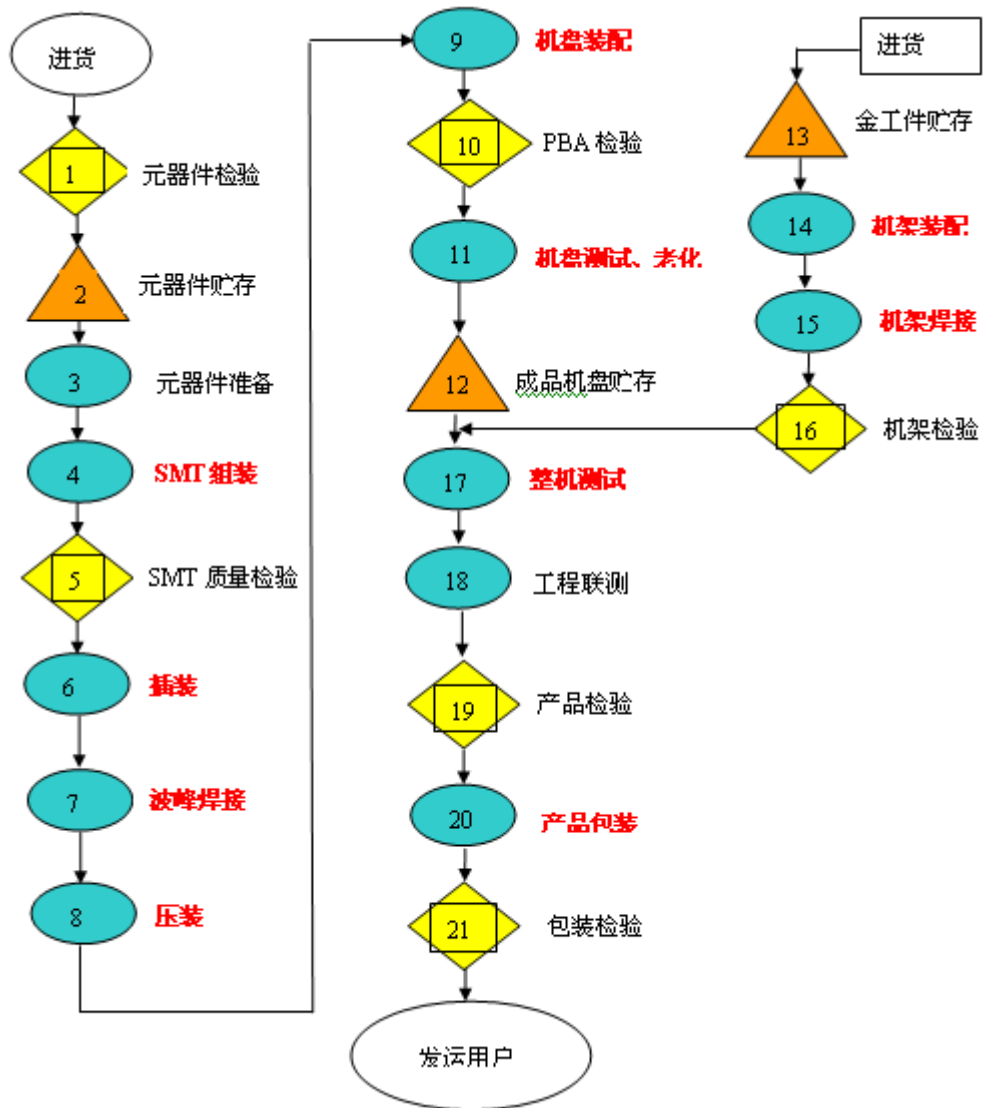 进货
1
元器件检验
2
元器件贮存
3
元器件准备
4
SMT 组装
5
SMT 质量检验
6
插装
7
波峰焊接
8
压装
9
机盘装配
10
PBA 检验
11
机盘测试、老化
12
成品机盘贮存
进货
13
金工件贮存
14
机架装配
15
机架焊接
16
机架检验
17
整机测试
18
工程联测
19
产品检验
20
产品包装
21
包装检验
发运用户